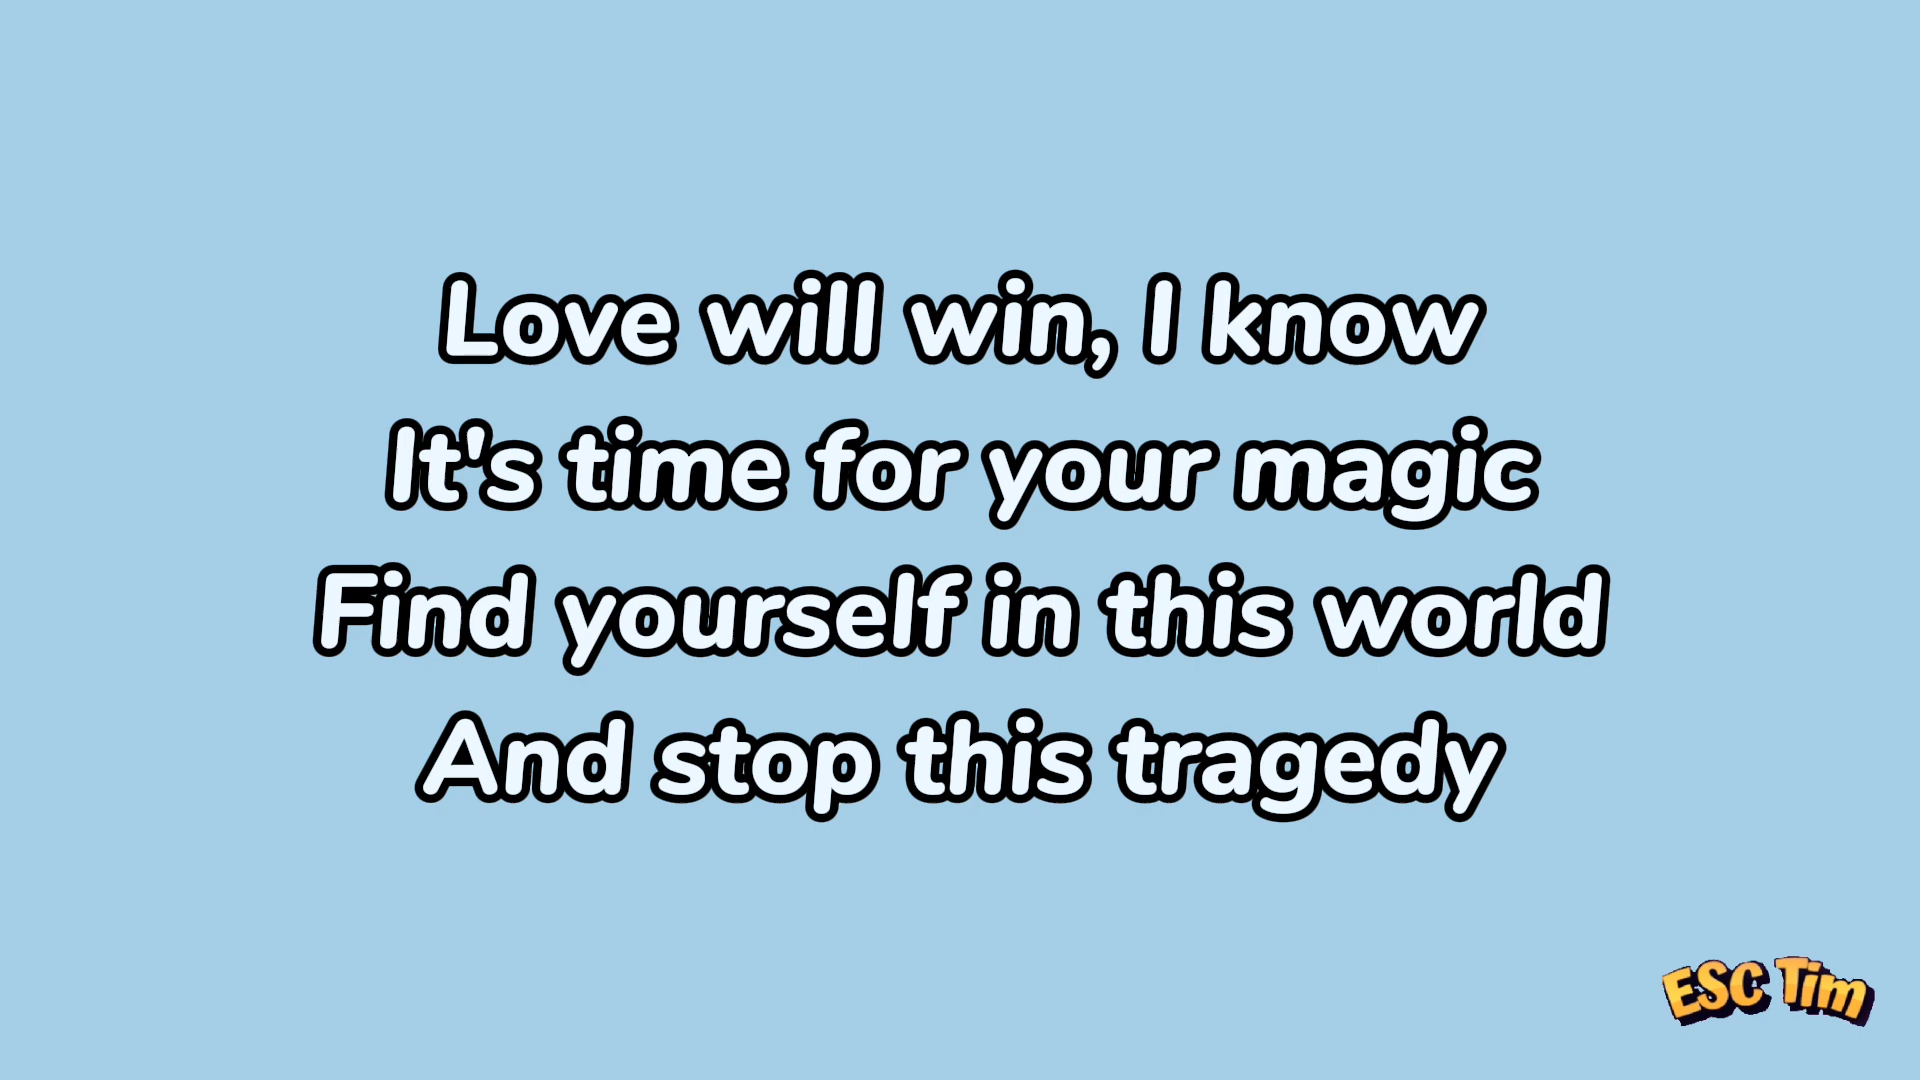 Love will win, I know
It's time for your magic
Find yourself in this world
And stop this tragedy
ESC Tim